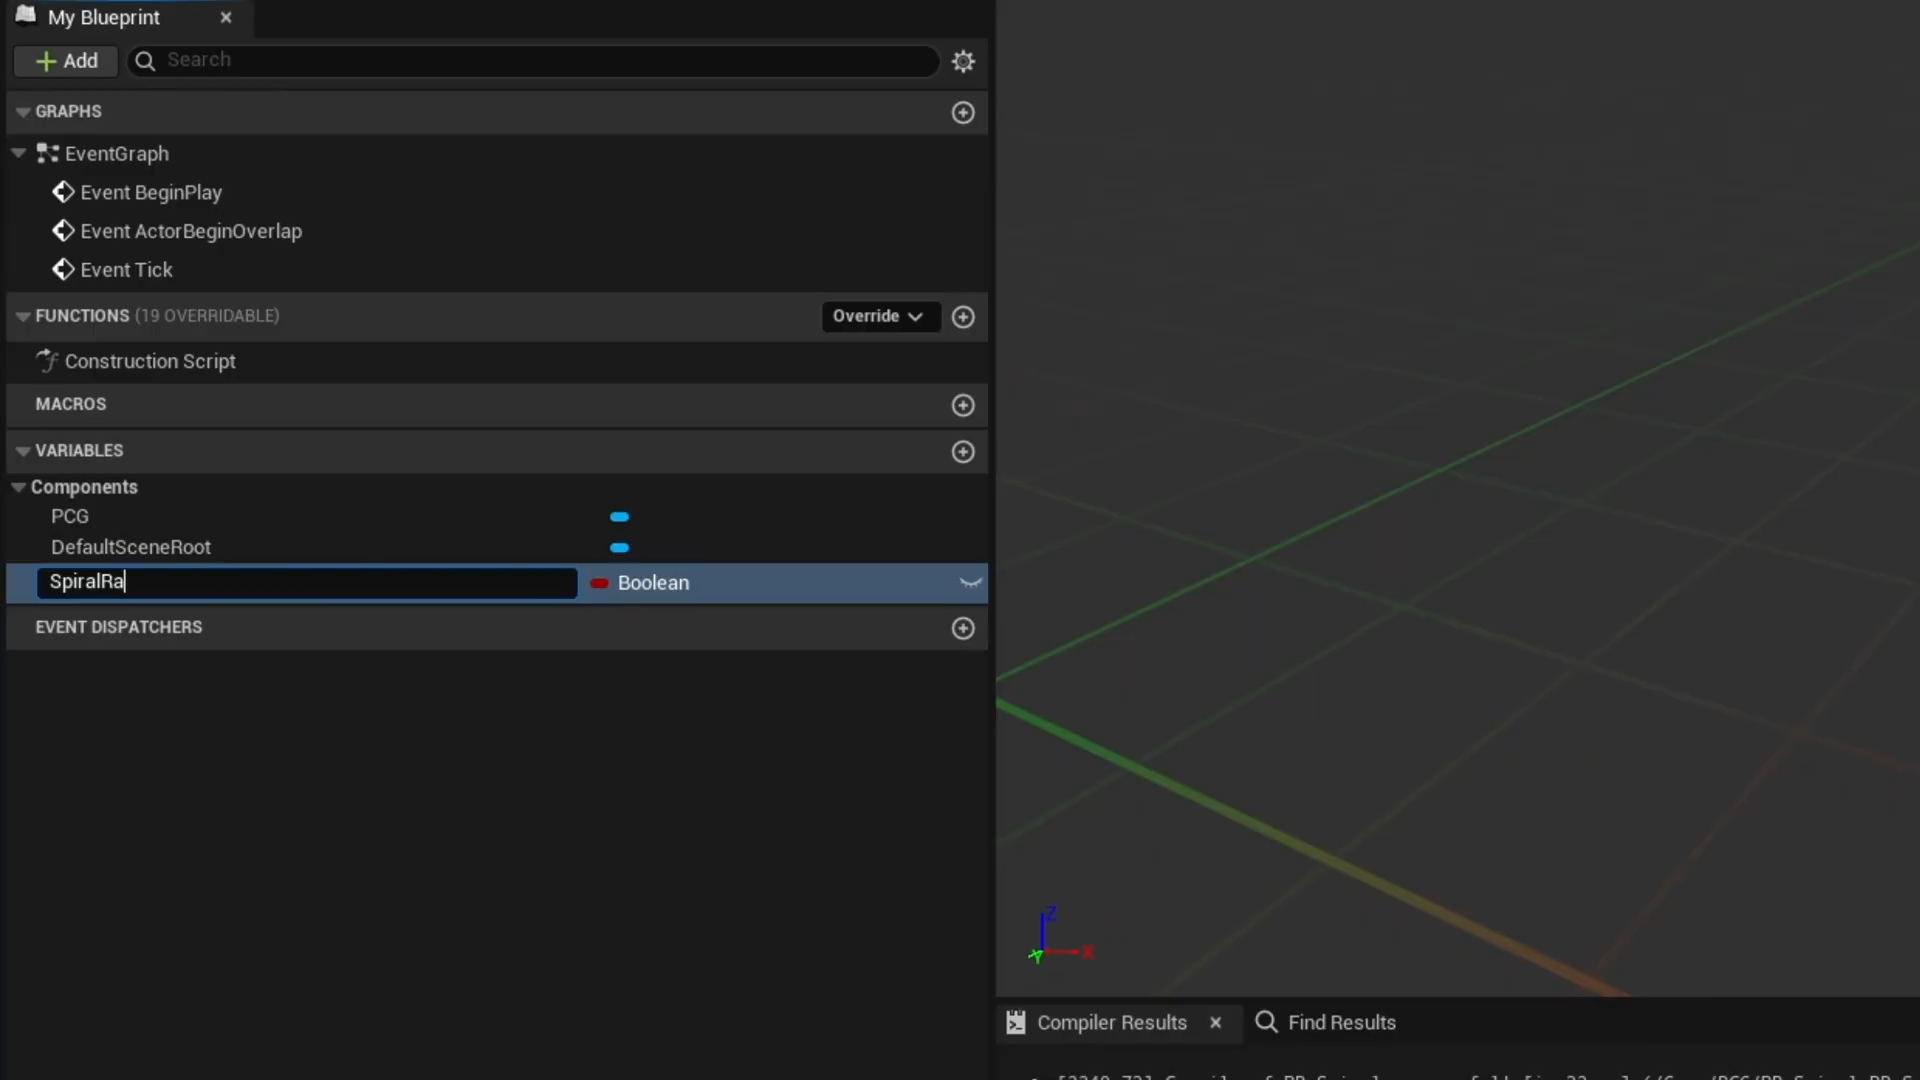 My Blueprint
Add
Search
GRAPHS
EventGraph
Event BeginPlay
Event ActorBeginOverlap
Event Tick
FUNCTIONS (19 OVERRIDABLE)
Override
Construction Script
MACROS
VARIABLES
Components
PCG
DefaultSceneRoot
SpiralRa
Boolean
EVENT DISPATCHERS
Z
X
Y
Compiler Results
Find Results